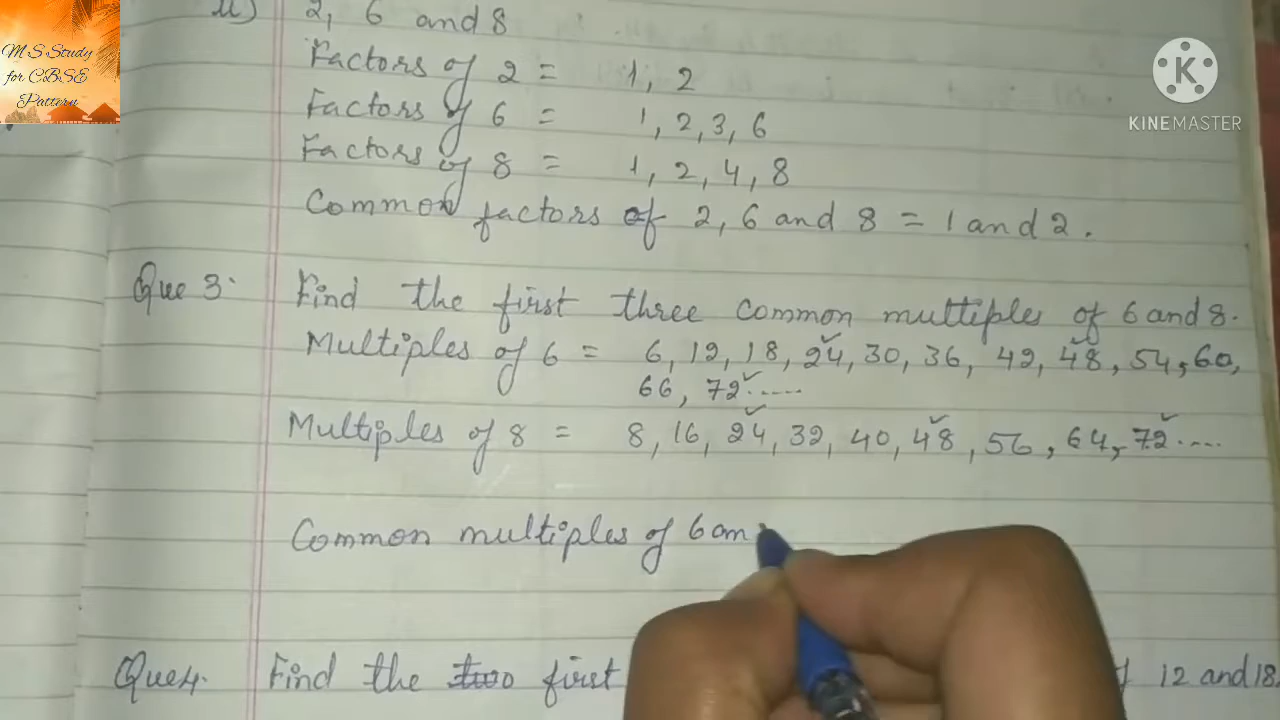 M S Study
for CBSE
Pattern
KINEMASTER
ii) 2, 6 and 8
Factors of 2 = 1, 2
Factors of 6 = 1, 2, 3, 6
Factors of 8 = 1, 2, 4, 8
Common factors of 2, 6 and 8 = 1 and 2.
Que 3. Find the first three common multiples of 6 and 8.
Multiples of 6 = 6, 12, 18, 24, 30, 36, 42, 48, 54, 60,
66, 72.....
Multiples of 8 = 8, 16, 24, 32, 40, 48, 56, 64, 72....
Common multiples of 6 an
Que 4. Find the two first 12 and 18.